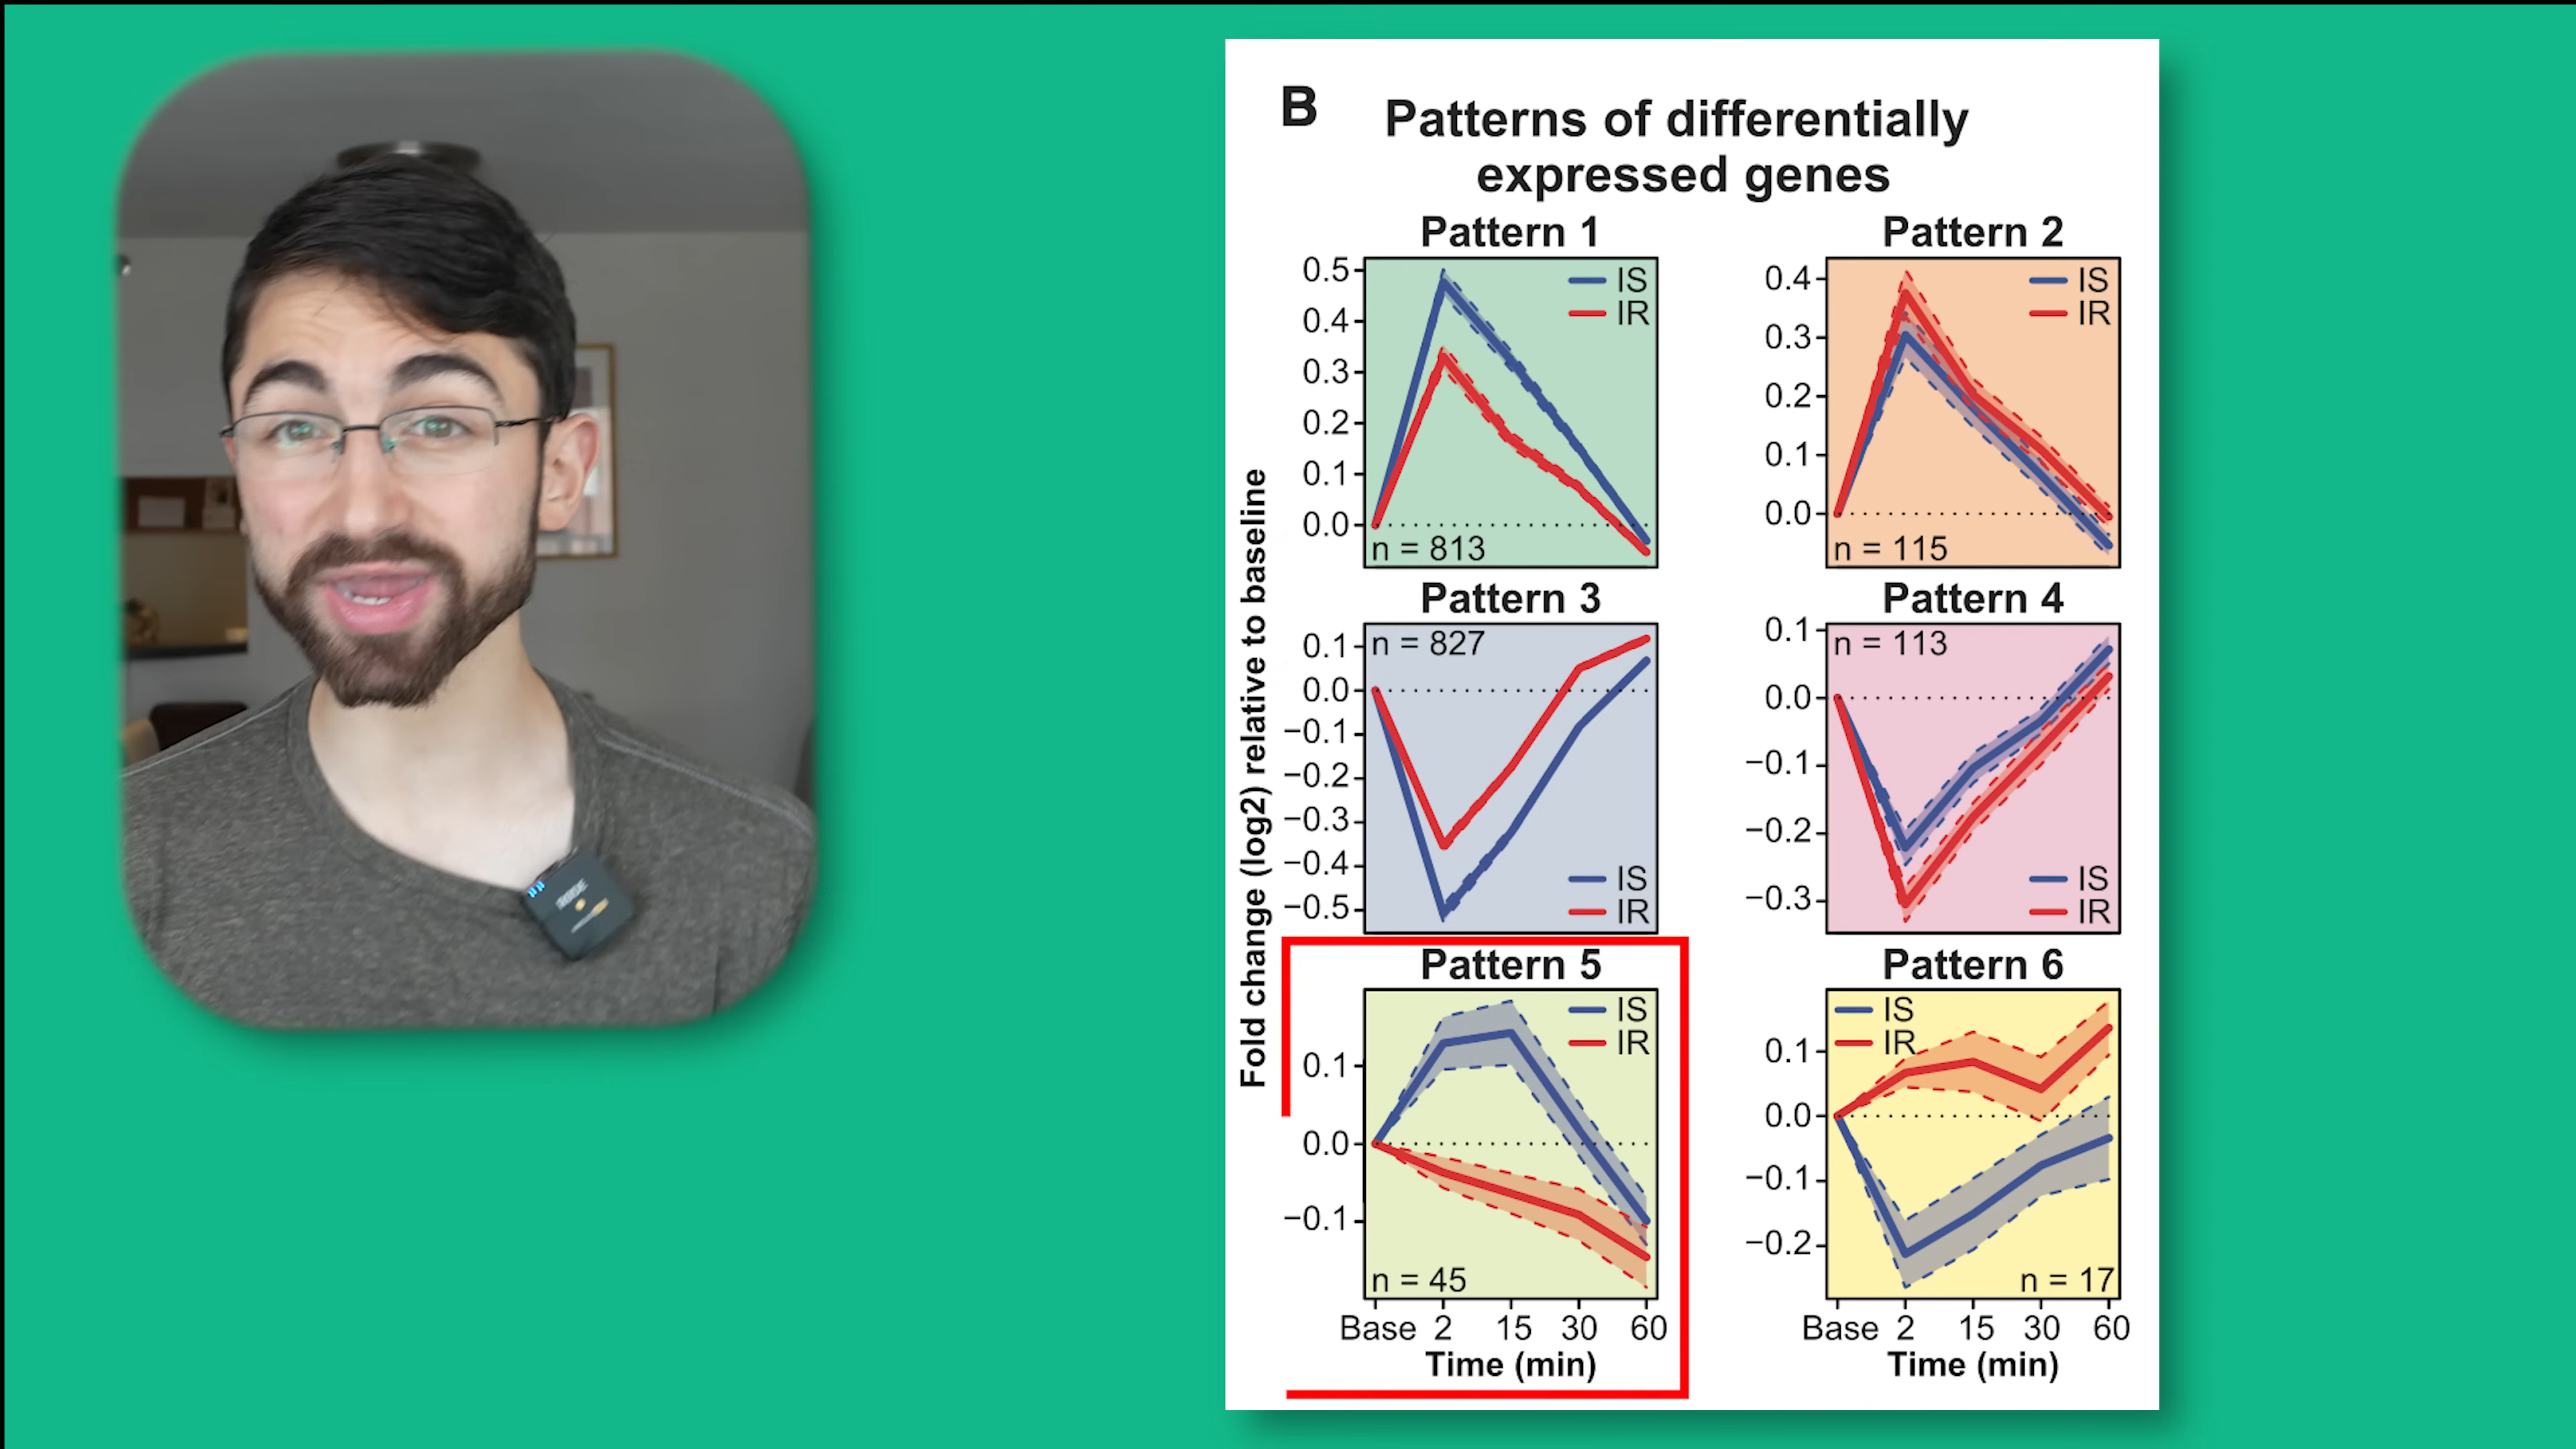 B
Patterns of differentially
expressed genes
Fold change (log2) relative to baseline
Pattern 1
0.5
0.4
0.3
0.2
0.1
0.0
IS
IR
n = 813
Pattern 2
0.4
0.3
0.2
0.1
0.0
IS
IR
n = 115
Pattern 3
0.1
0.0
−0.1
−0.2
−0.3
−0.4
−0.5
n = 827
IS
IR
Pattern 4
0.1
0.0
−0.1
−0.2
−0.3
n = 113
IS
IR
Pattern 5
0.1
0.0
−0.1
IS
IR
n = 45
Base 2 15 30 60
Time (min)
Pattern 6
0.1
0.0
−0.1
−0.2
IS
IR
n = 17
Base 2 15 30 60
Time (min)